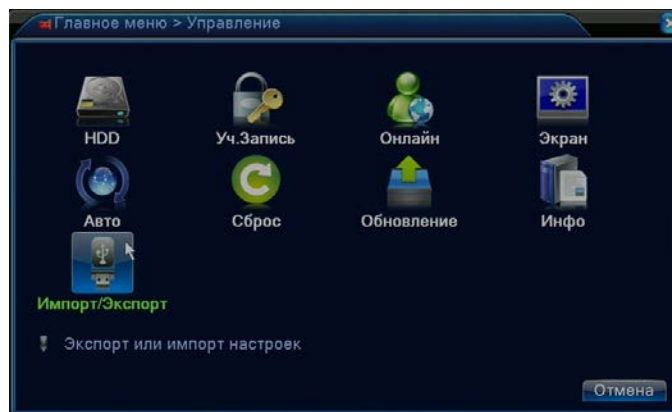 Главное меню > Управление
HDD Уч.Запись Онлайн Экран
Авто Сброс Обновление Инфо
Импорт/Экспорт
Экспорт или импорт настроек
Отмена